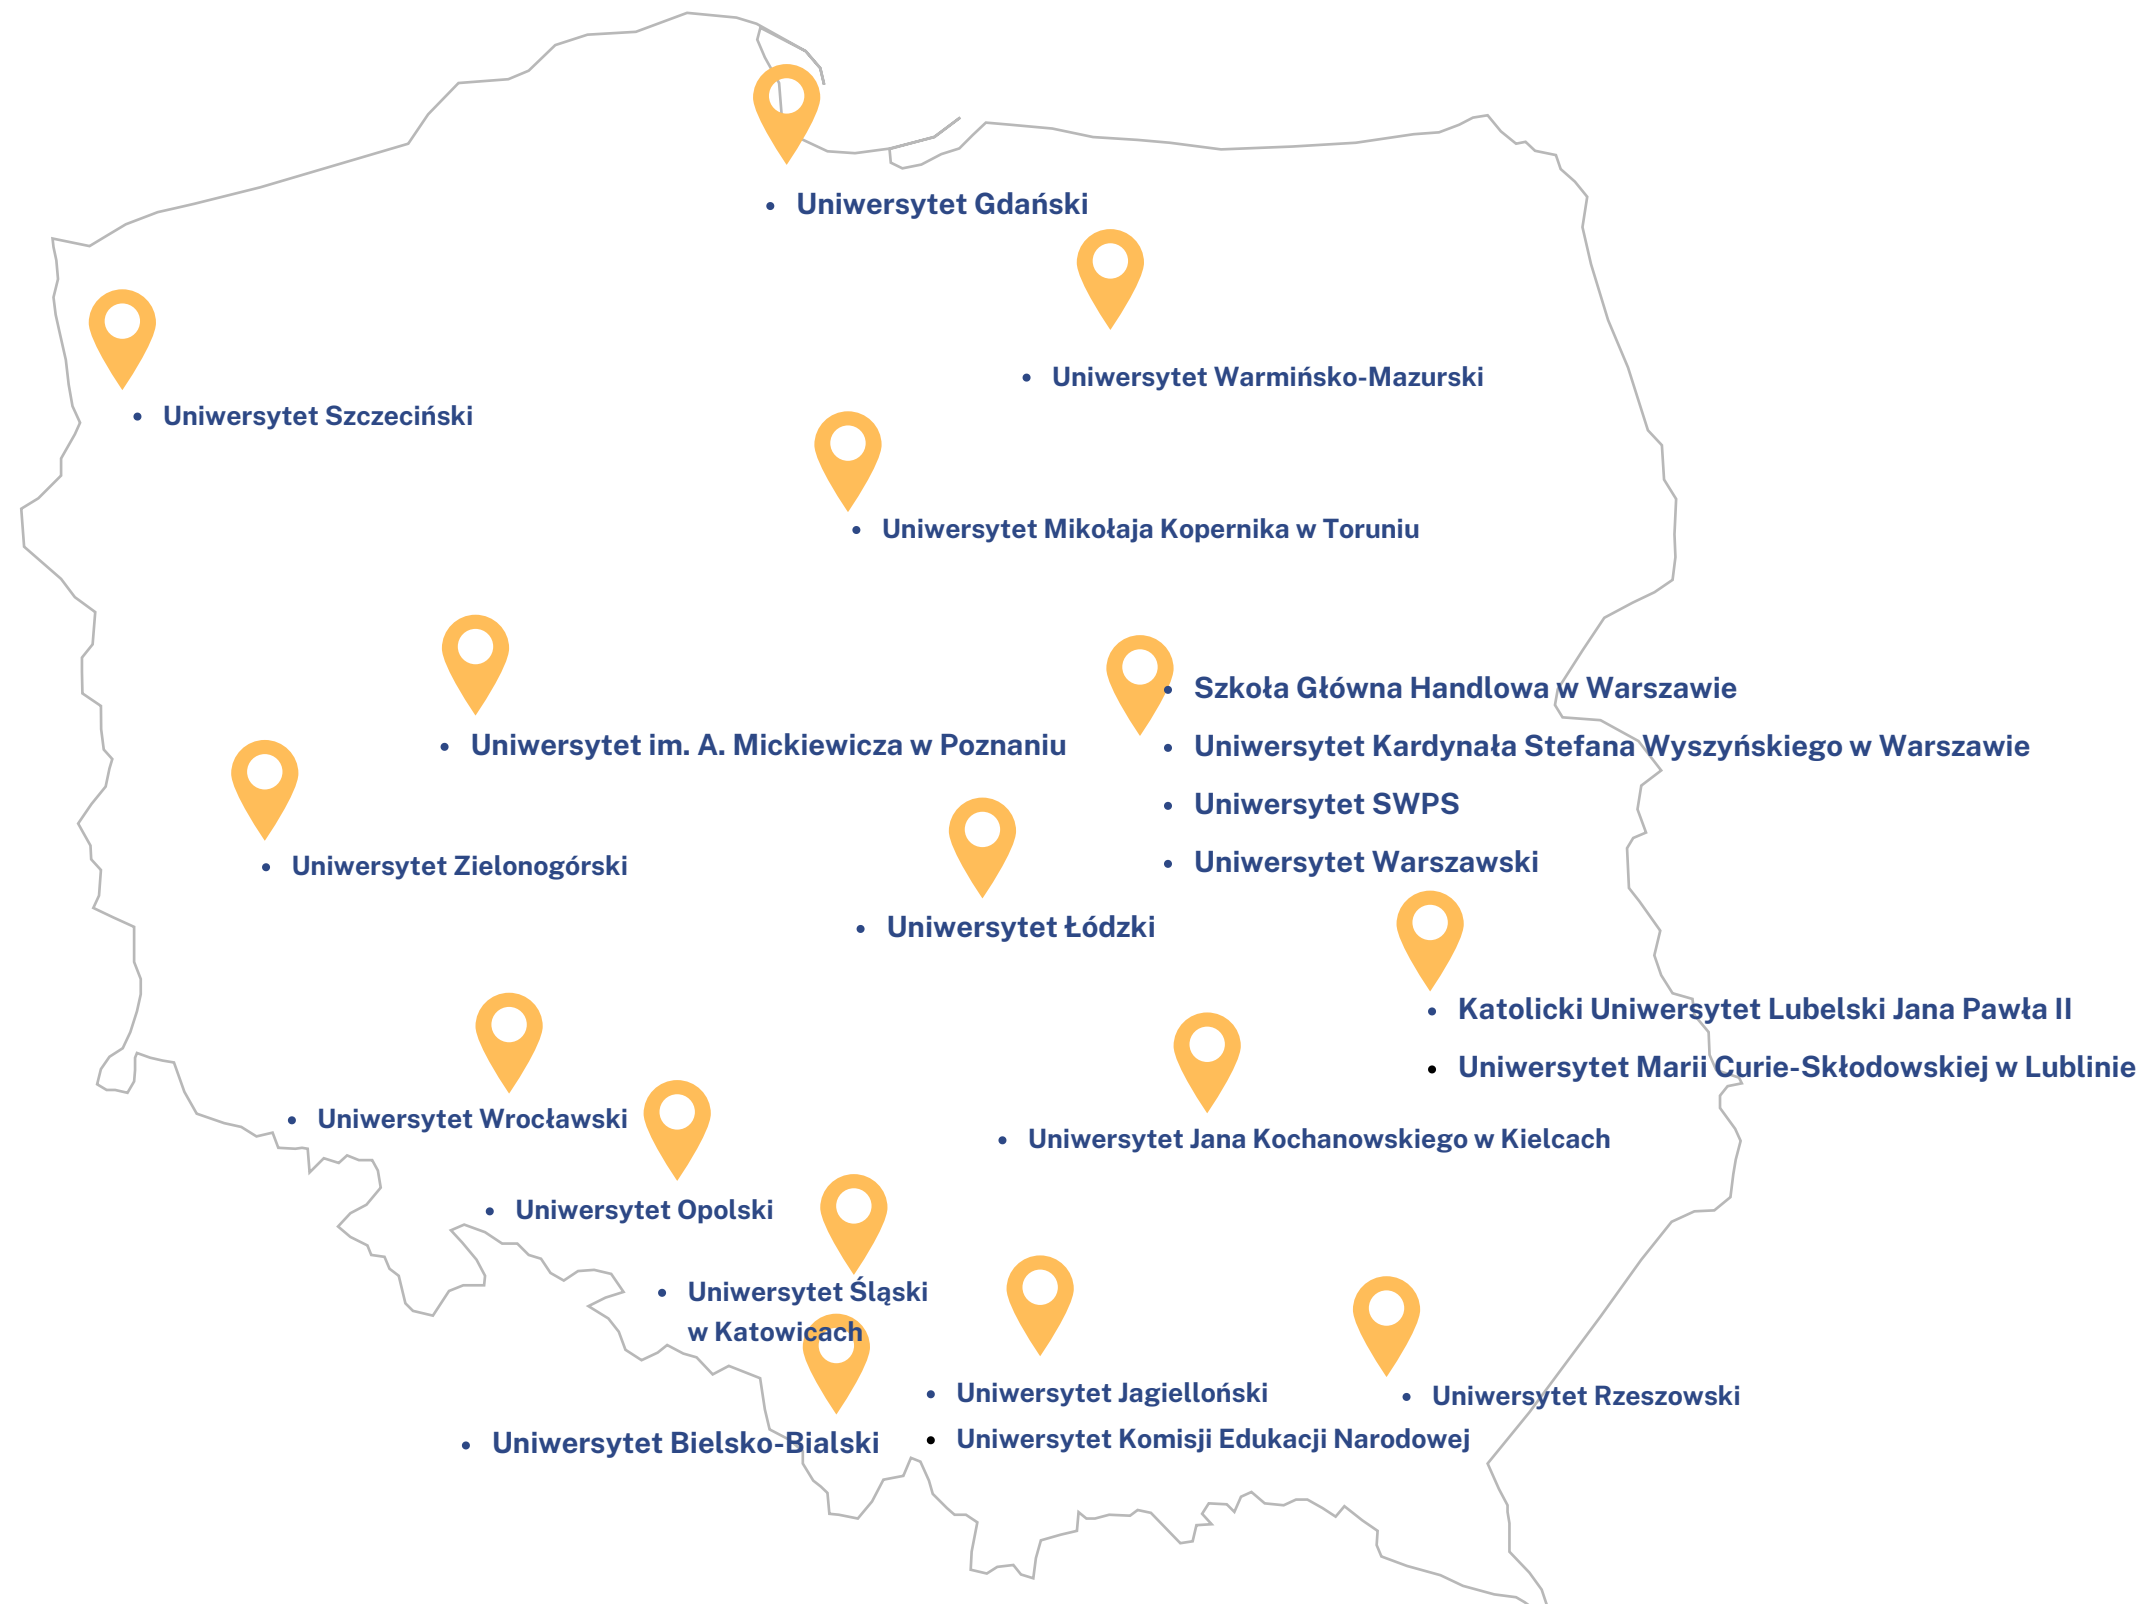 • Uniwersytet Gdański
• Uniwersytet Warmińsko-Mazurski
• Uniwersytet Szczeciński
• Uniwersytet Mikołaja Kopernika w Toruniu
• Szkoła Główna Handlowa w Warszawie
• Uniwersytet im. A. Mickiewicza w Poznaniu
• Uniwersytet Kardynała Stefana Wyszyńskiego w Warszawie
• Uniwersytet SWPS
• Uniwersytet Warszawski
• Uniwersytet Zielonogórski
• Uniwersytet Łódzki
• Katolicki Uniwersytet Lubelski Jana Pawła II
• Uniwersytet Marii Curie-Skłodowskiej w Lublinie
• Uniwersytet Wrocławski
• Uniwersytet Jana Kochanowskiego w Kielcach
• Uniwersytet Opolski
• Uniwersytet Śląski
w Katowicach
• Uniwersytet Jagielloński
• Uniwersytet Rzeszowski
• Uniwersytet Komisji Edukacji Narodowej
• Uniwersytet Bielsko-Bialski